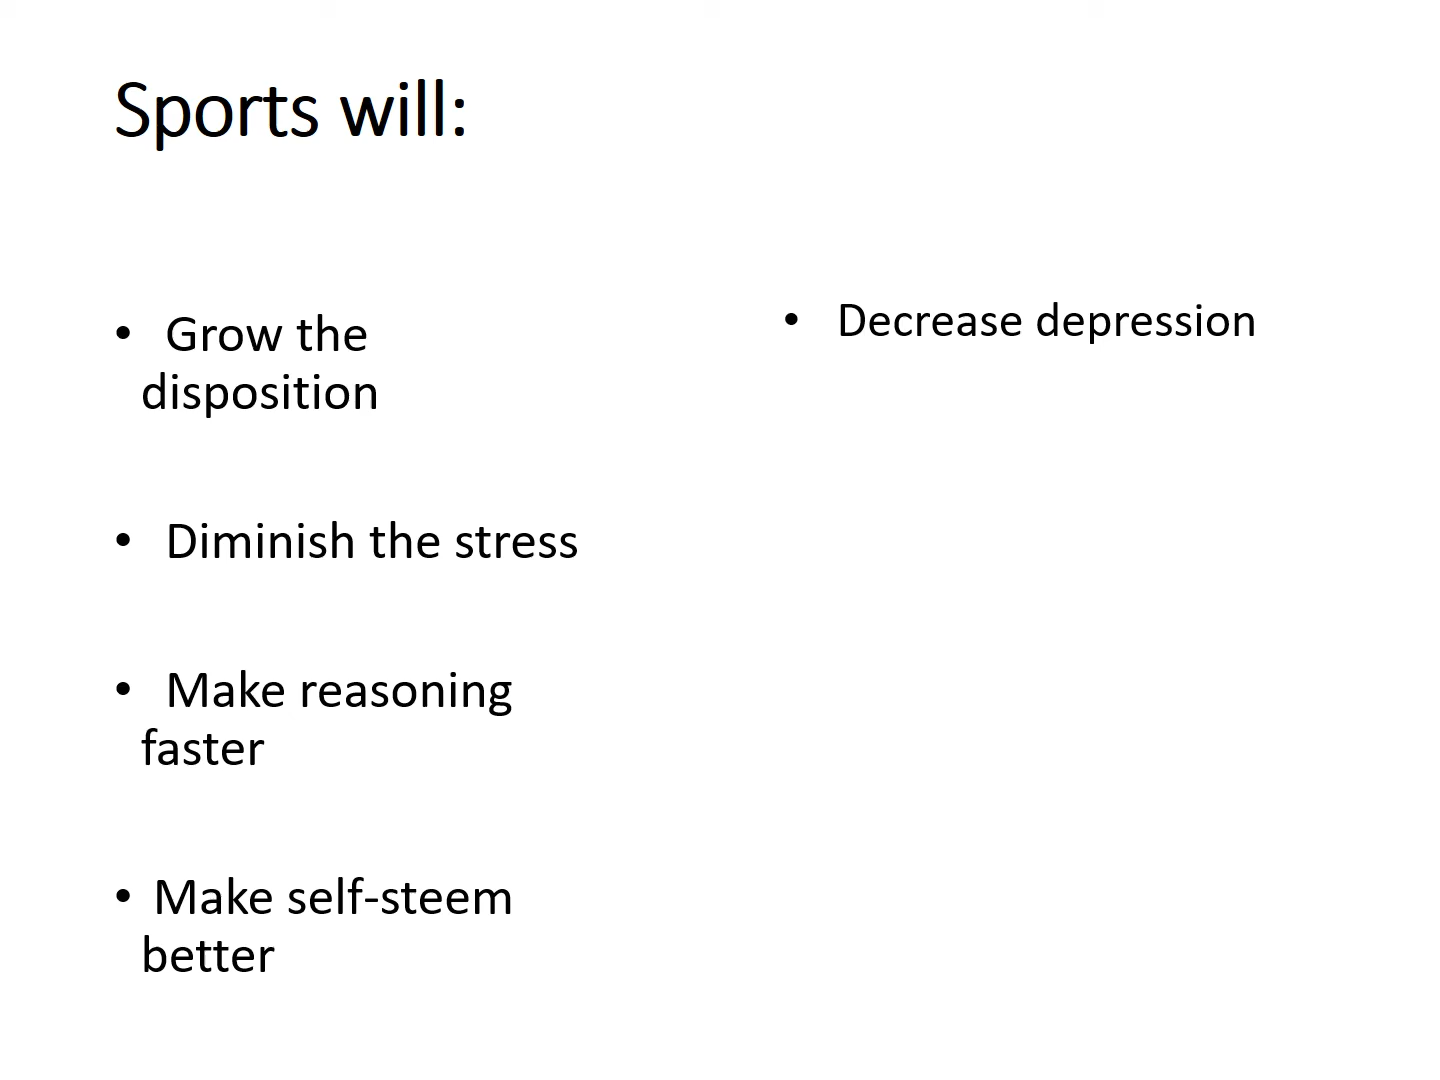 Sports will:
• Grow the
disposition
• Diminish the stress
• Make reasoning
faster
• Make self-steem
better
• Decrease depression